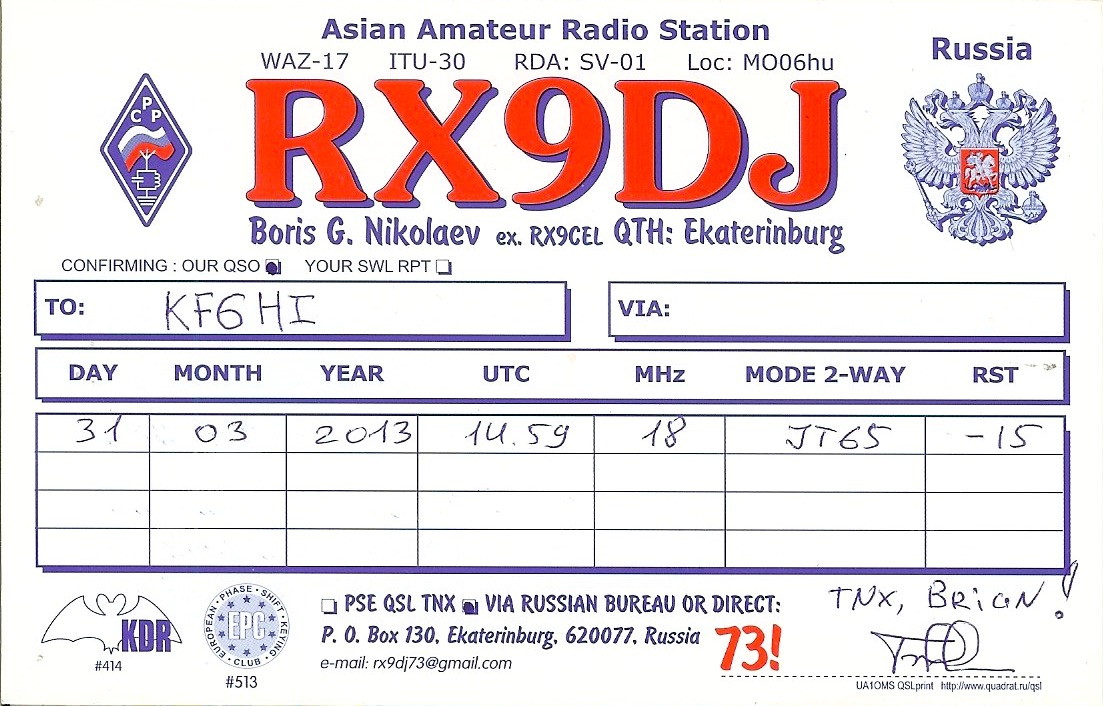 Asian Amateur Radio Station
WAZ-17 ITU-30 RDA: SV-01 Loc: MO06hu
Russia
P
C P
RX9DJ
Boris G. Nikolaev ex. RX9CEL QTH: Ekaterinburg
CONFIRMING : OUR QSO YOUR SWL RPT
TO: KF6HI
VIA:
DAY MONTH YEAR UTC MHz MODE 2-WAY RST
31 03 2013 14.59 18 JT65 -15
KDR
#414
EUROPEAN • PHASE • SHIFT • KEYING • CLUB •
EPC
#513
PSE QSL TNX VIA RUSSIAN BUREAU OR DIRECT:
P. O. Box 130, Ekaterinburg, 620077, Russia
e-mail: rx9dj73@gmail.com
73!
TNX, BRiAN!
UA1OMS QSLprint http://www.quadrat.ru/qsl